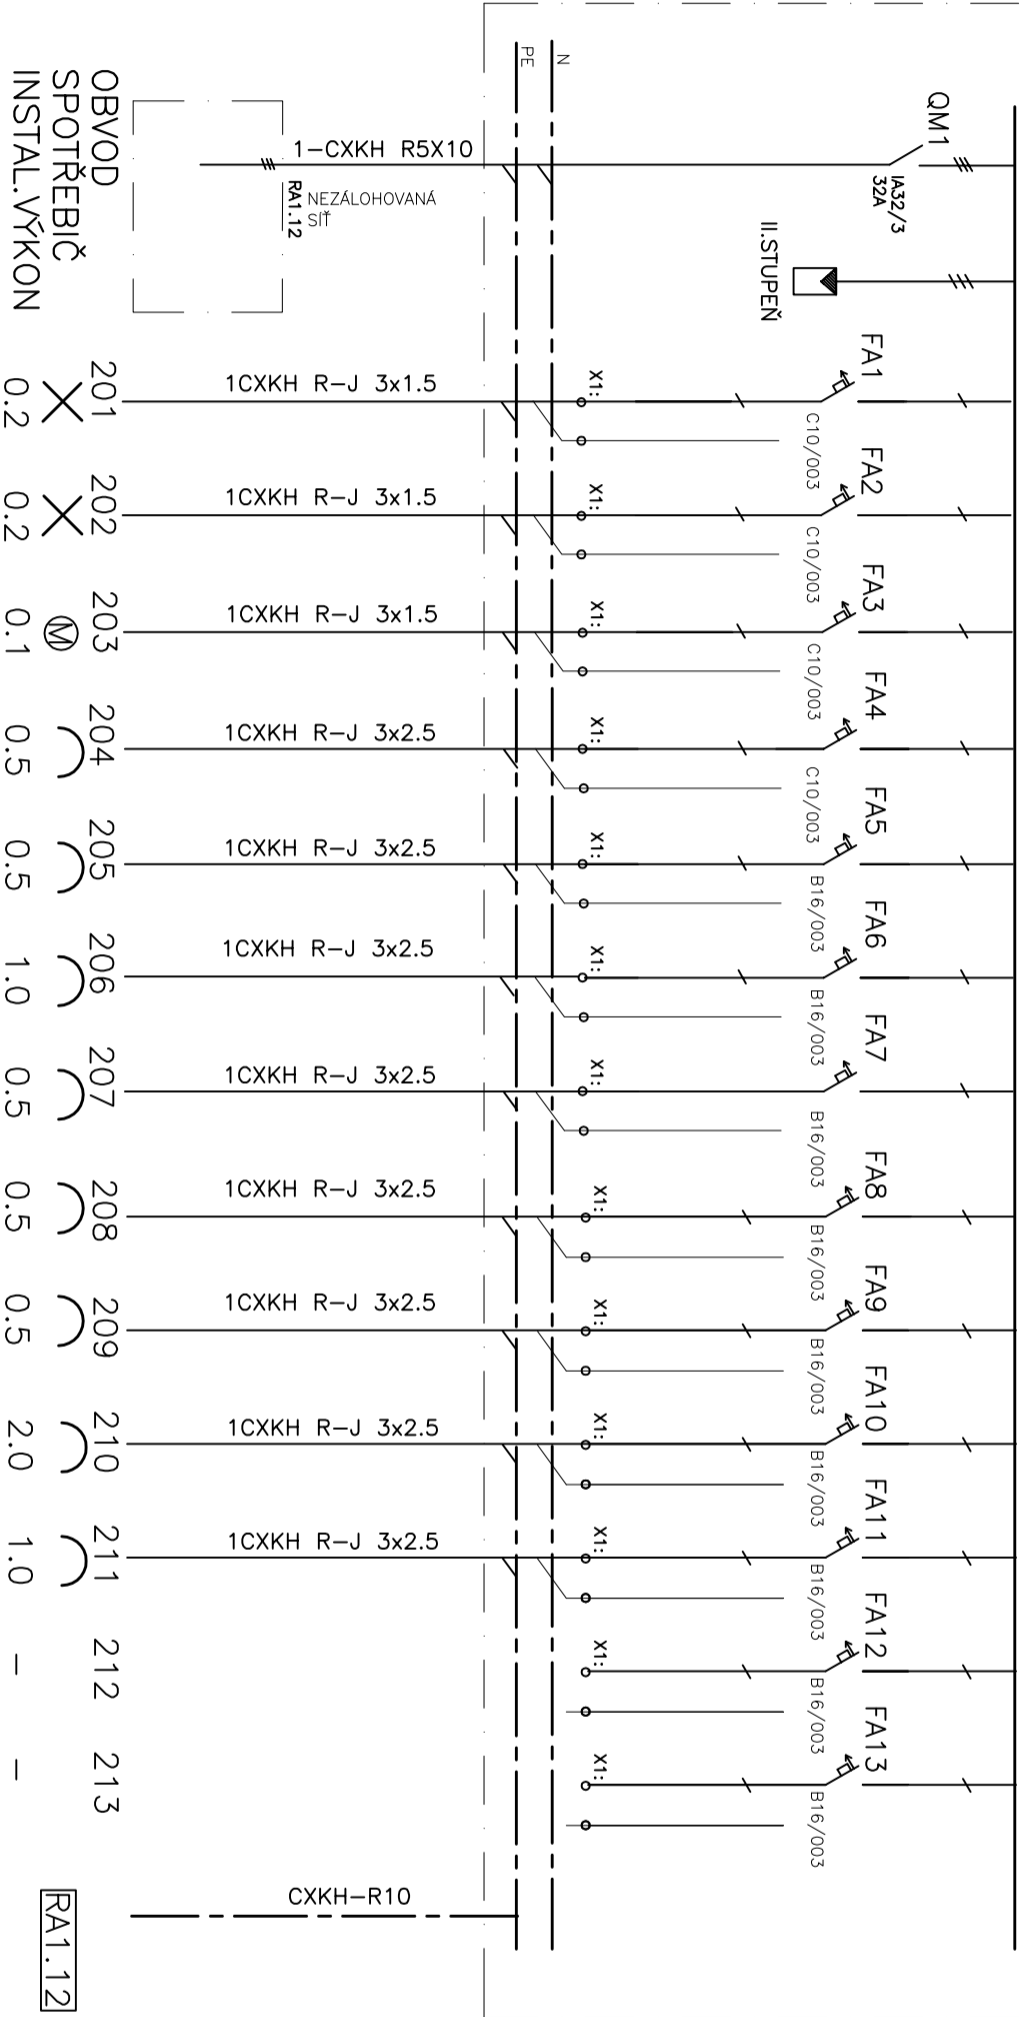 QM1
IA32/3
32A
II.STUPEŇ
N
PE
1-CXKH R5X10
NEZÁLOHOVANÁ
SÍŤ
RA1.12
FA1
C10/003
X1:
1CXKH R-J 3x1.5
FA2
C10/003
X1:
1CXKH R-J 3x1.5
FA3
C10/003
X1:
1CXKH R-J 3x1.5
FA4
C10/003
X1:
1CXKH R-J 3x2.5
FA5
B16/003
X1:
1CXKH R-J 3x2.5
FA6
B16/003
X1:
1CXKH R-J 3x2.5
FA7
B16/003
X1:
1CXKH R-J 3x2.5
FA8
B16/003
X1:
1CXKH R-J 3x2.5
FA9
B16/003
X1:
1CXKH R-J 3x2.5
FA10
B16/003
X1:
1CXKH R-J 3x2.5
FA11
B16/003
X1:
1CXKH R-J 3x2.5
FA12
B16/003
X1:
FA13
B16/003
X1:
CXKH-R10
OBVOD 201 202 203 204 205 206 207 208 209 210 211 212 213
SPOTŘEBIČ M
INSTAL.VÝKON 0.2 0.2 0.1 0.5 0.5 1.0 0.5 0.5 0.5 2.0 1.0 - -
RA1.12